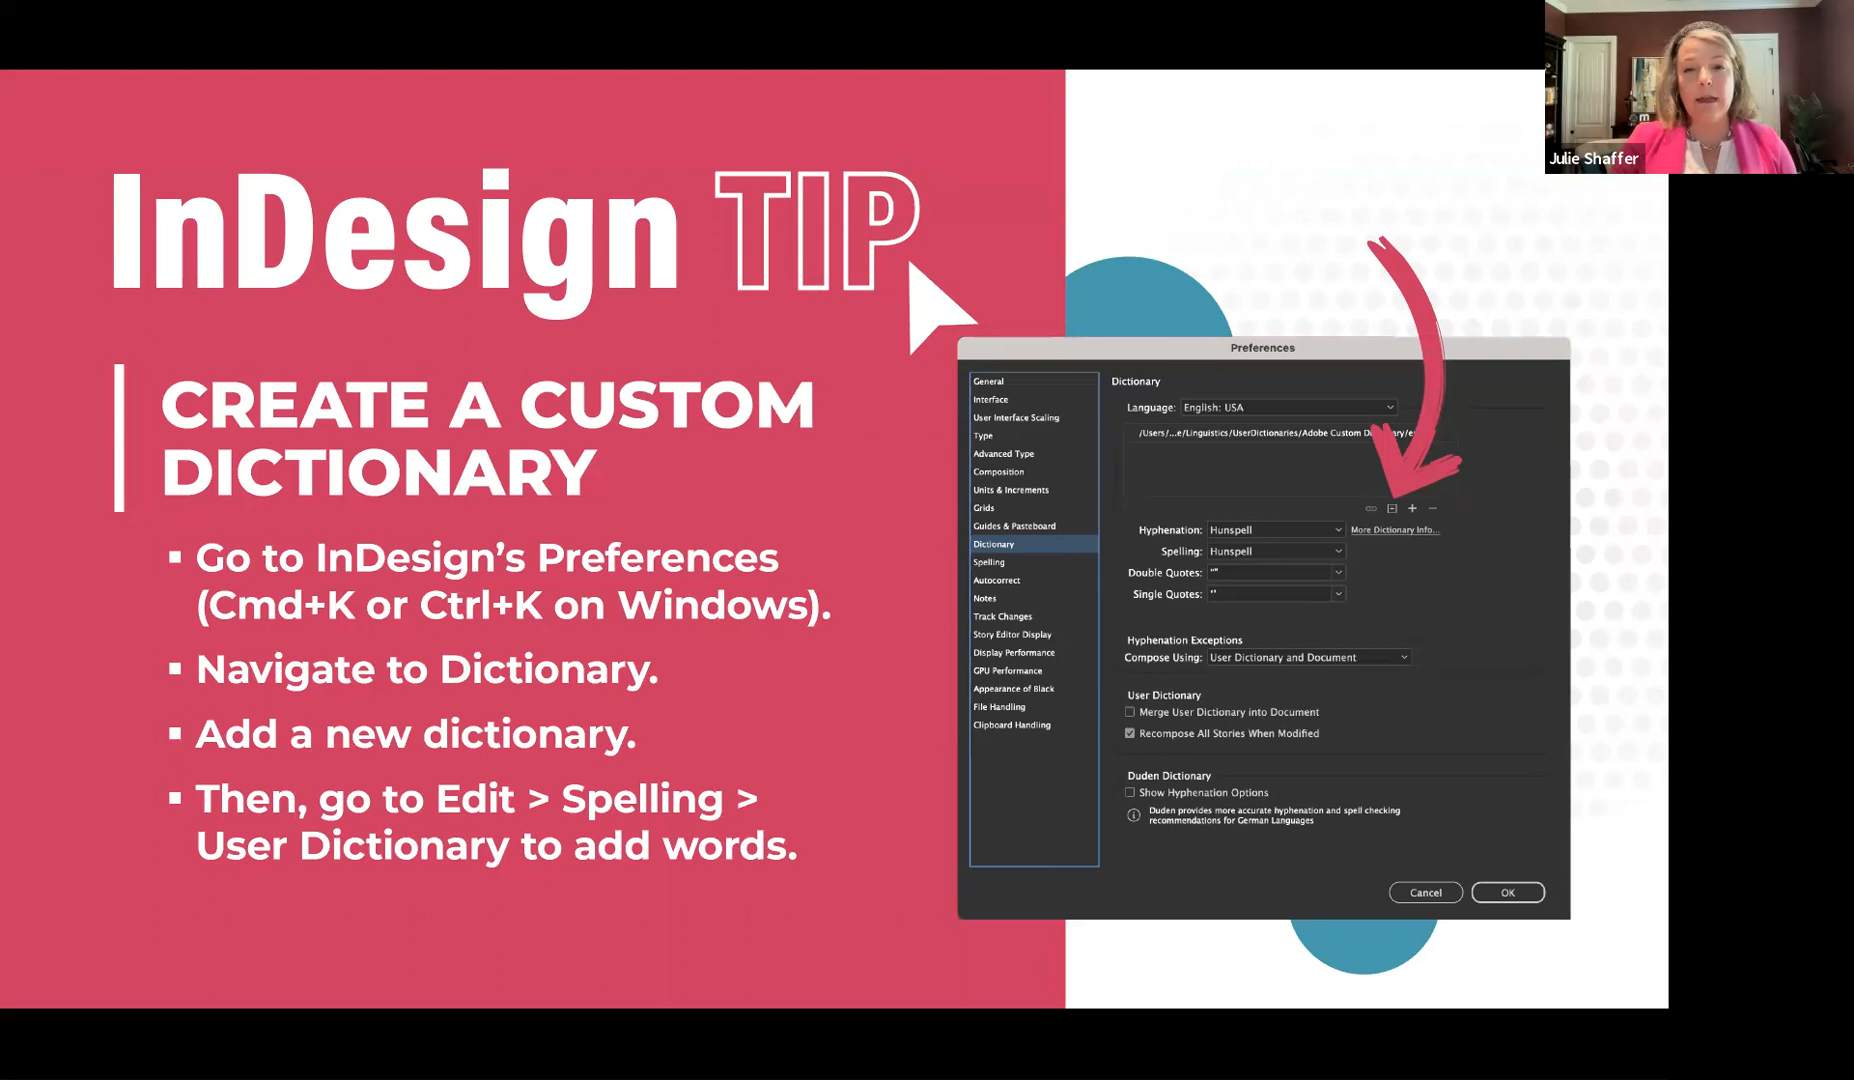 Julie Shaffer
InDesign TIP
CREATE A CUSTOM
DICTIONARY
▪ Go to InDesign’s Preferences
(Cmd+K or Ctrl+K on Windows).
▪ Navigate to Dictionary.
▪ Add a new dictionary.
▪ Then, go to Edit > Spelling >
User Dictionary to add words.
Preferences
General
Interface
User Interface Scaling
Type
Advanced Type
Composition
Units & Increments
Grids
Guides & Pasteboard
Dictionary
Spelling
Autocorrect
Notes
Track Changes
Story Editor Display
Display Performance
GPU Performance
Appearance of Black
File Handling
Clipboard Handling
Dictionary
Language: English: USA
/Users/...e/Linguistics/UserDictionaries/Adobe Custom
Hyphenation: Hunspell More Dictionary Info...
Spelling: Hunspell
Double Quotes: “”
Single Quotes: ‘’
Hyphenation Exceptions
Compose Using: User Dictionary and Document
User Dictionary
Merge User Dictionary into Document
Recompose All Stories When Modified
Duden Dictionary
Show Hyphenation Options
Duden provides more accurate hyphenation and spell checking
recommendations for German Languages
Cancel OK